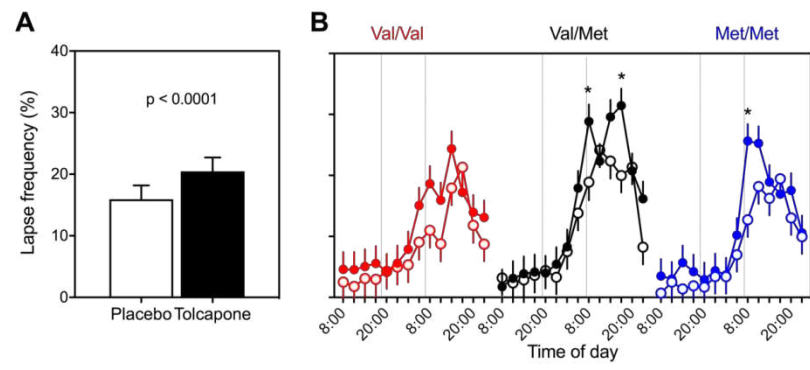 A
40
30
20
10
0
Lapse frequency (%)
p < 0.0001
Placebo Tolcapone
B
Val/Val
Val/Met
Met/Met
* * *
8:00 20:00 8:00 20:00 8:00 20:00 8:00 20:00 8:00 20:00 8:00 20:00
Time of day